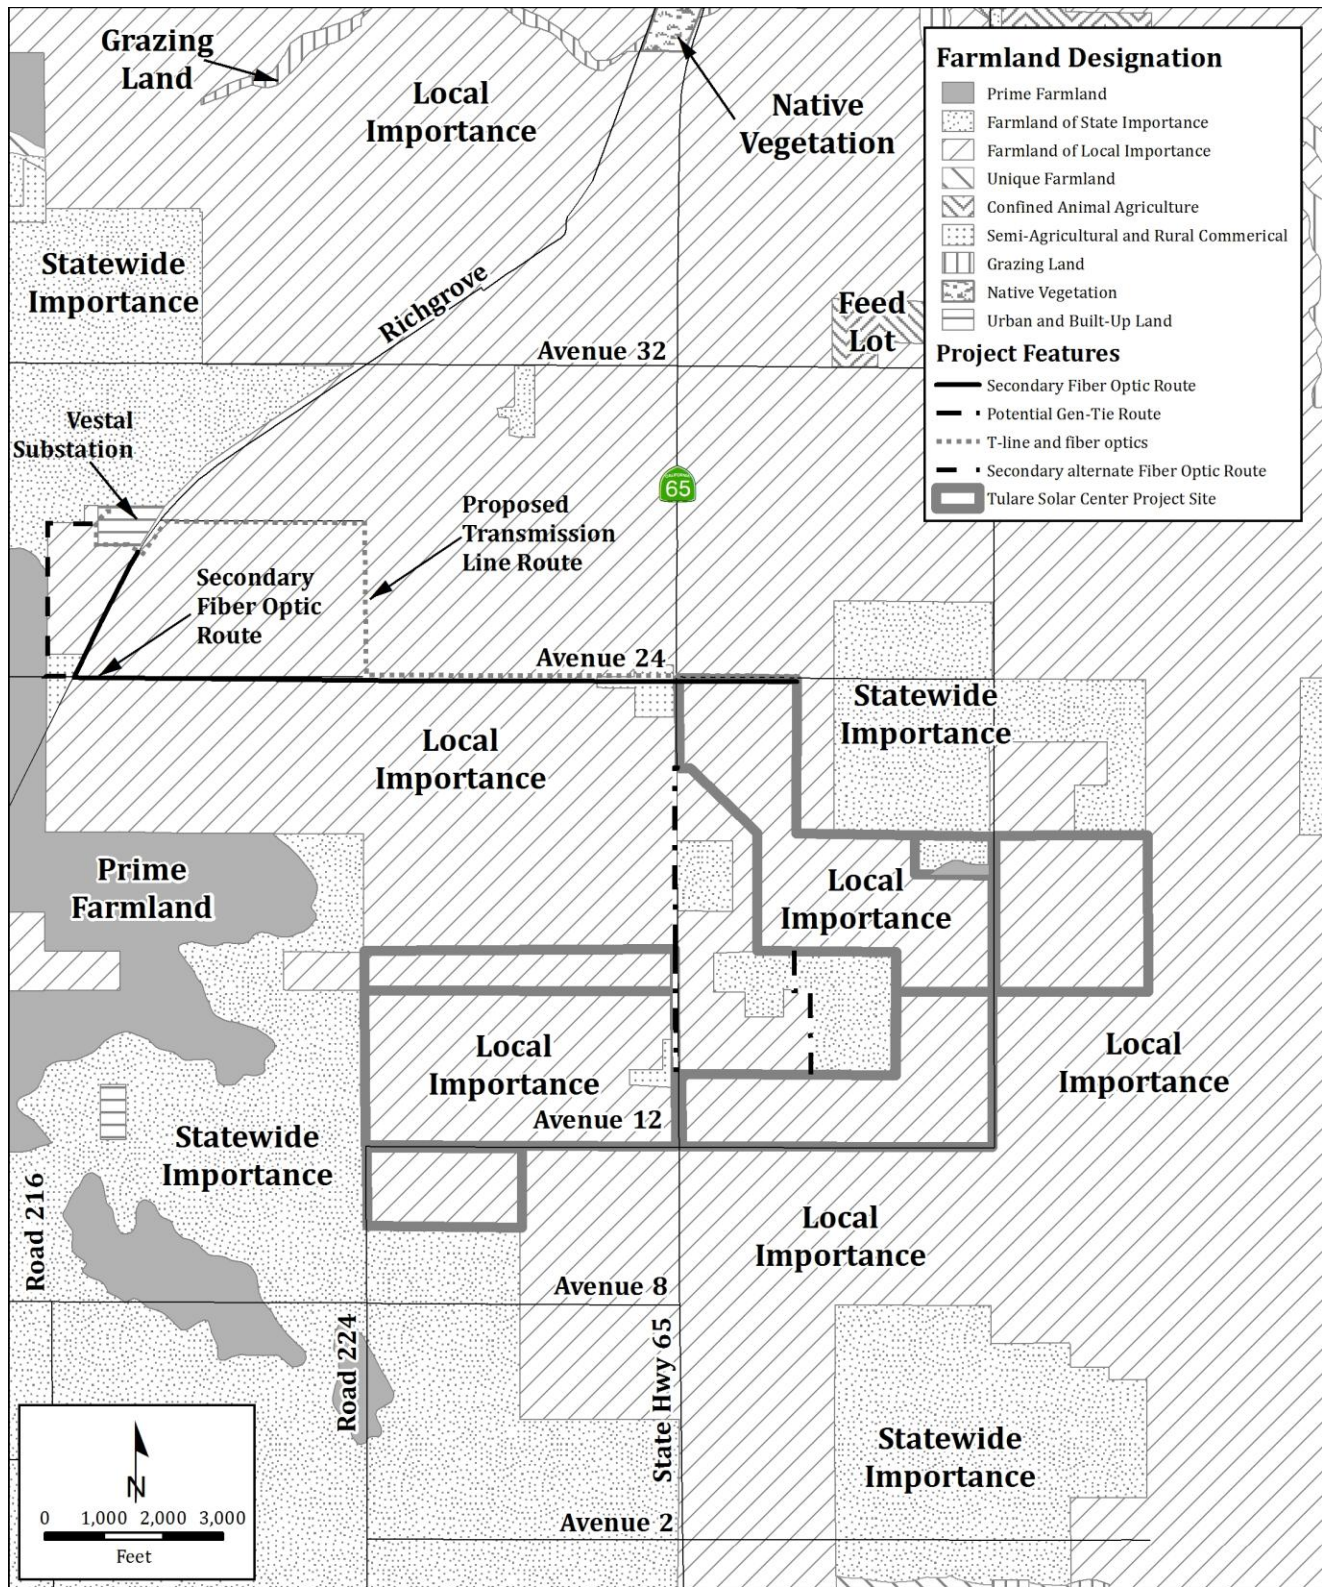 Grazing
Land
Local
Importance
Native
Vegetation
Farmland Designation
Prime Farmland
Farmland of State Importance
Farmland of Local Importance
Unique Farmland
Confined Animal Agriculture
Semi-Agricultural and Rural Commerical
Grazing Land
Native Vegetation
Urban and Built-Up Land
Project Features
Secondary Fiber Optic Route
Potential Gen-Tie Route
T-line and fiber optics
Secondary alternate Fiber Optic Route
Tulare Solar Center Project Site
Statewide
Importance
Richgrove
Feed
Lot
Avenue 32
Vestal
Substation
65
Proposed
Transmission
Line Route
Secondary
Fiber Optic
Route
Avenue 24
Statewide
Importance
Local
Importance
Prime
Farmland
Local
Importance
Local
Importance
Local
Importance
Avenue 12
Statewide
Importance
Road 216
Local
Importance
Avenue 8
Road 224
State Hwy 65
Statewide
Importance
N
0 1,000 2,000 3,000
Feet
Avenue 2